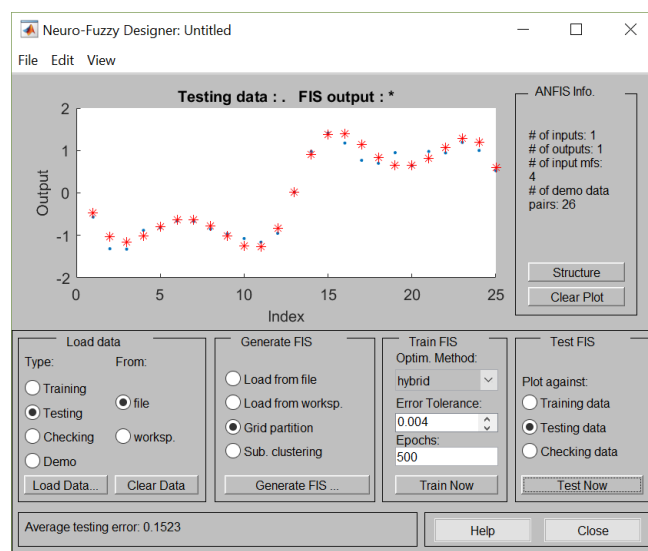 Neuro-Fuzzy Designer: Untitled
File Edit View
Testing data : . FIS output : *
2
1
0
-1
-2
Output
0 5 10 15 20 25
Index
ANFIS Info.
# of inputs: 1
# of outputs: 1
# of input mfs:
4
# of demo data
pairs: 26
Structure
Clear Plot
Load data
Type: From:
Training
Testing
Checking
Demo
file
worksp.
Load Data...
Clear Data
Generate FIS
Load from file
Load from worksp.
Grid partition
Sub. clustering
Generate FIS ...
Train FIS
Optim. Method:
hybrid
Error Tolerance:
0.004
Epochs:
500
Train Now
Test FIS
Plot against:
Training data
Testing data
Checking data
Test Now
Average testing error: 0.1523
Help
Close